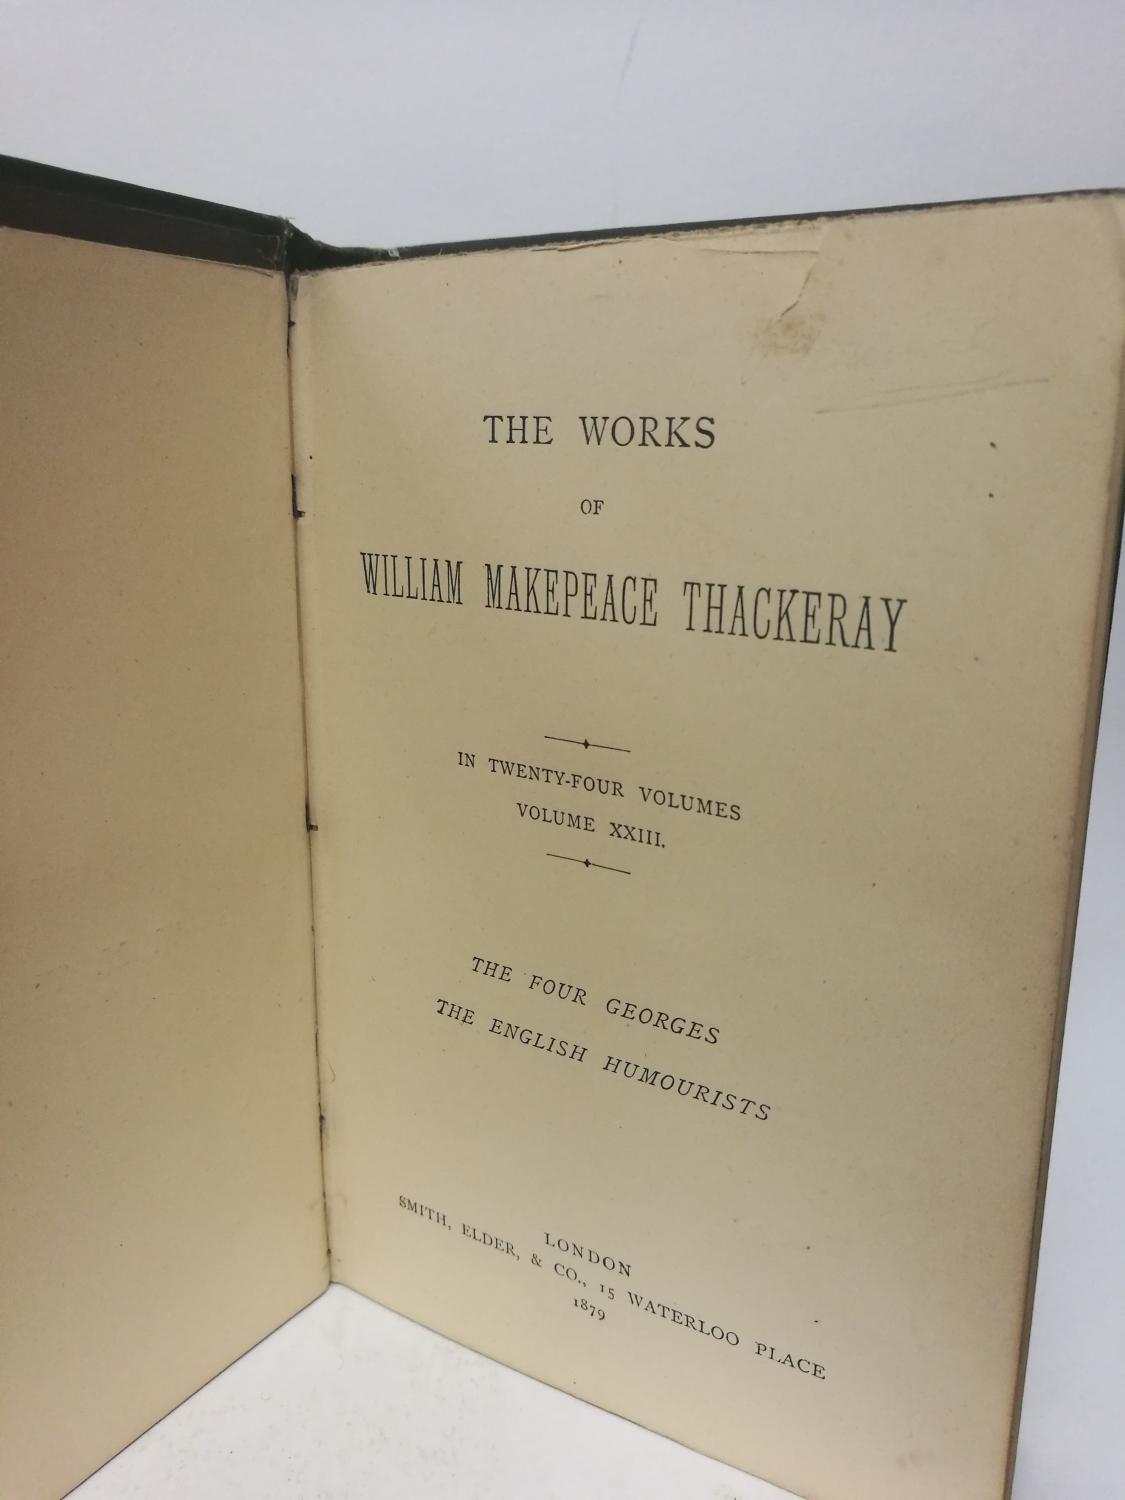 THE WORKS
OF
WILLIAM MAKEPEACE THACKERAY
IN TWENTY-FOUR VOLUMES
VOLUME XXIII.
THE FOUR GEORGES
THE ENGLISH HUMOURISTS
LONDON
SMITH, ELDER, & CO., 15 WATERLOO PLACE
1879